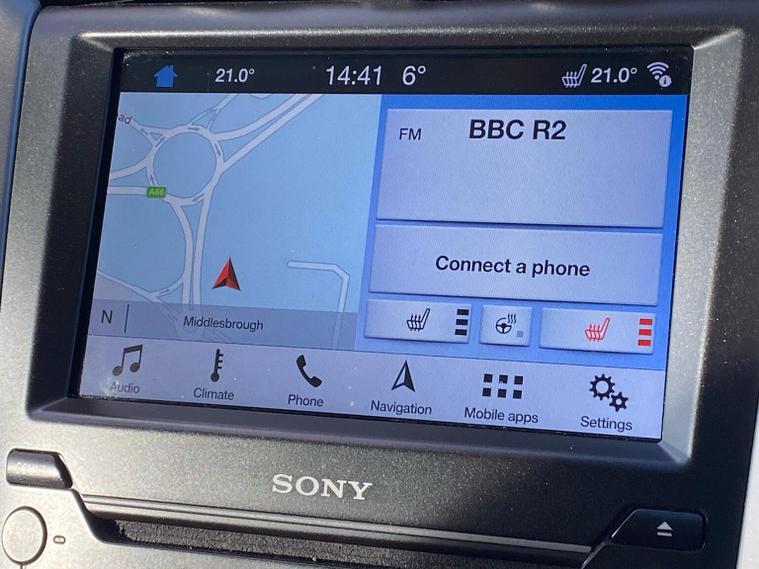 21.0° 14:41 6° 21.0°
ad
A66
FM BBC R2
Connect a phone
N Middlesbrough
Audio Climate Phone Navigation Mobile apps Settings
SONY